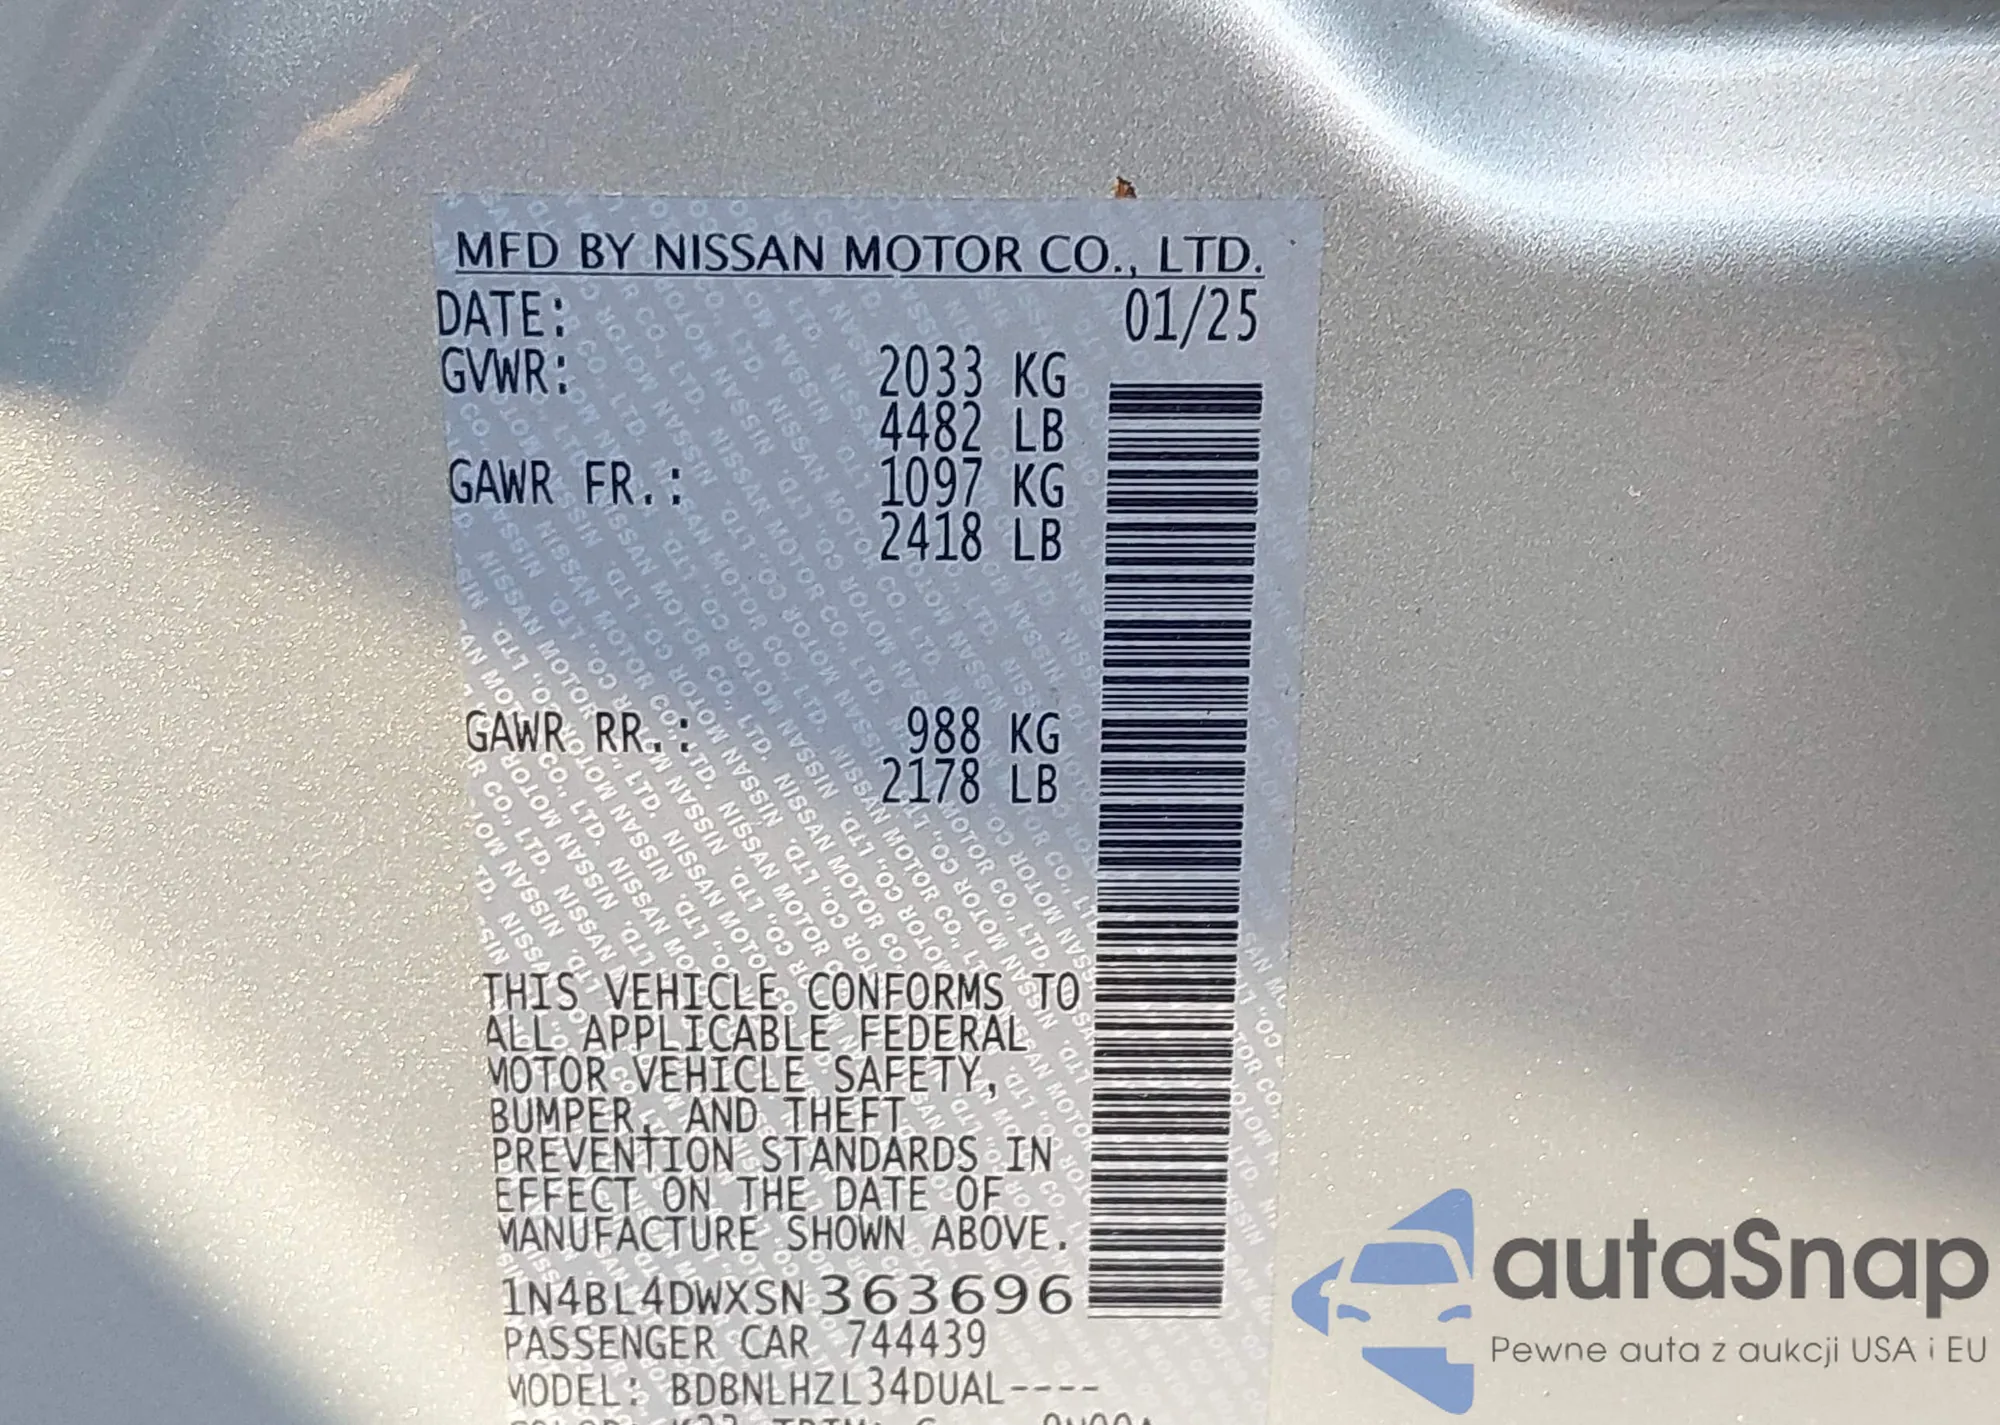 MFD BY NISSAN MOTOR CO., LTD.
DATE: 01/25
GVWR: 2033 KG
4482 LB
GAWR FR.: 1097 KG
2418 LB
GAWR RR.: 988 KG
2178 LB
THIS VEHICLE CONFORMS TO
ALL APPLICABLE FEDERAL
MOTOR VEHICLE SAFETY,
BUMPER, AND THEFT
PREVENTION STANDARDS IN
EFFECT ON THE DATE OF
MANUFACTURE SHOWN ABOVE.
1N4BL4DWXSN363696
PASSENGER CAR 744439
MODEL: BDBNLHZL34DUAL----
autaSnap
Pewne auta z aukcji USA i EU